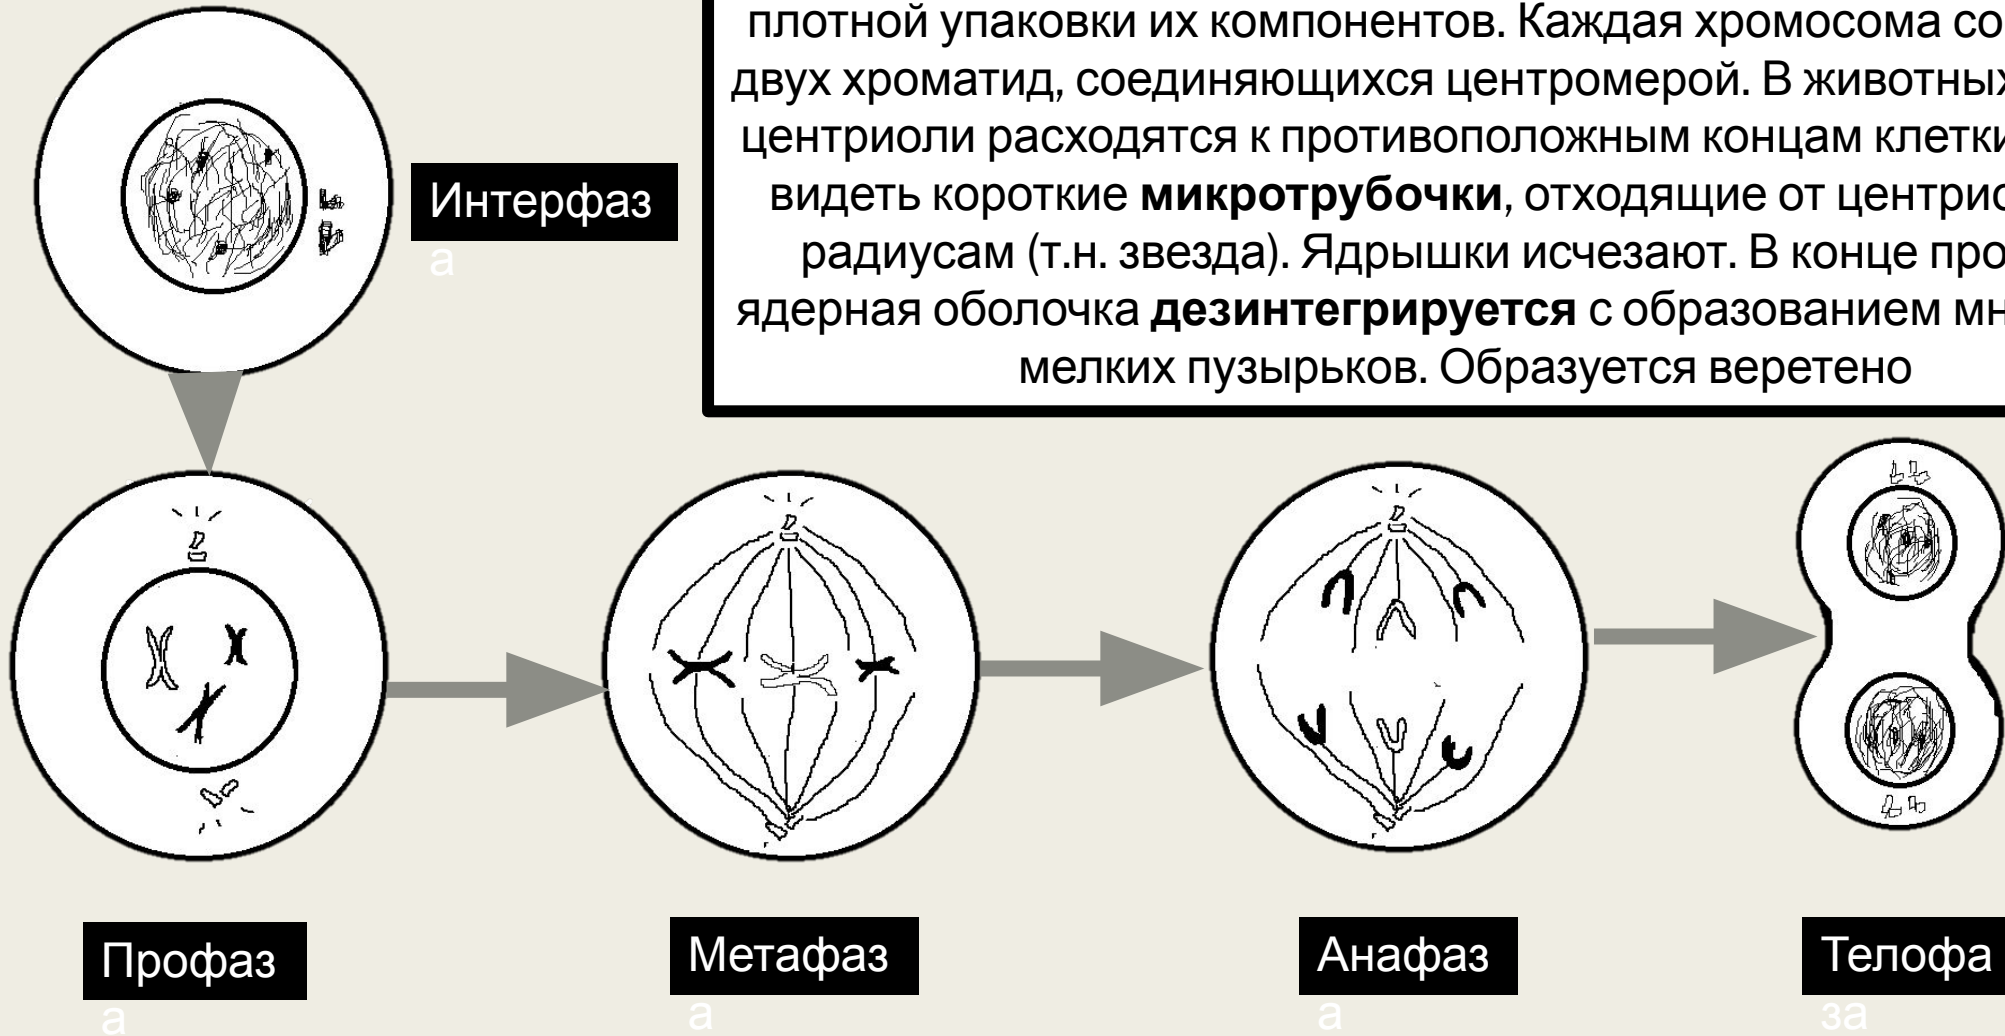 плотной упаковки их компонентов. Каждая хромосома со
двух хроматид, соединяющихся центромерой. В животных
центриоли расходятся к противоположным концам клетки
видеть короткие микротрубочки, отходящие от центрио
радиусам (т.н. звезда). Ядрышки исчезают. В конце про
ядерная оболочка дезинтегрируется с образованием мн
мелких пузырьков. Образуется веретено
Интерфаз
а
Профаз
а
Метафаз
а
Анафаз
а
Телофа
за